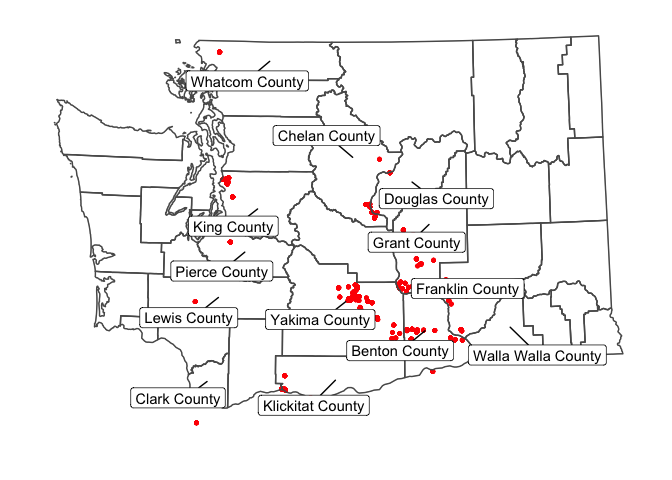 Whatcom County
Chelan County
Douglas County
King County
Grant County
Pierce County
Franklin County
Lewis County
Yakima County
Benton County
Walla Walla County
Clark County
Klickitat County